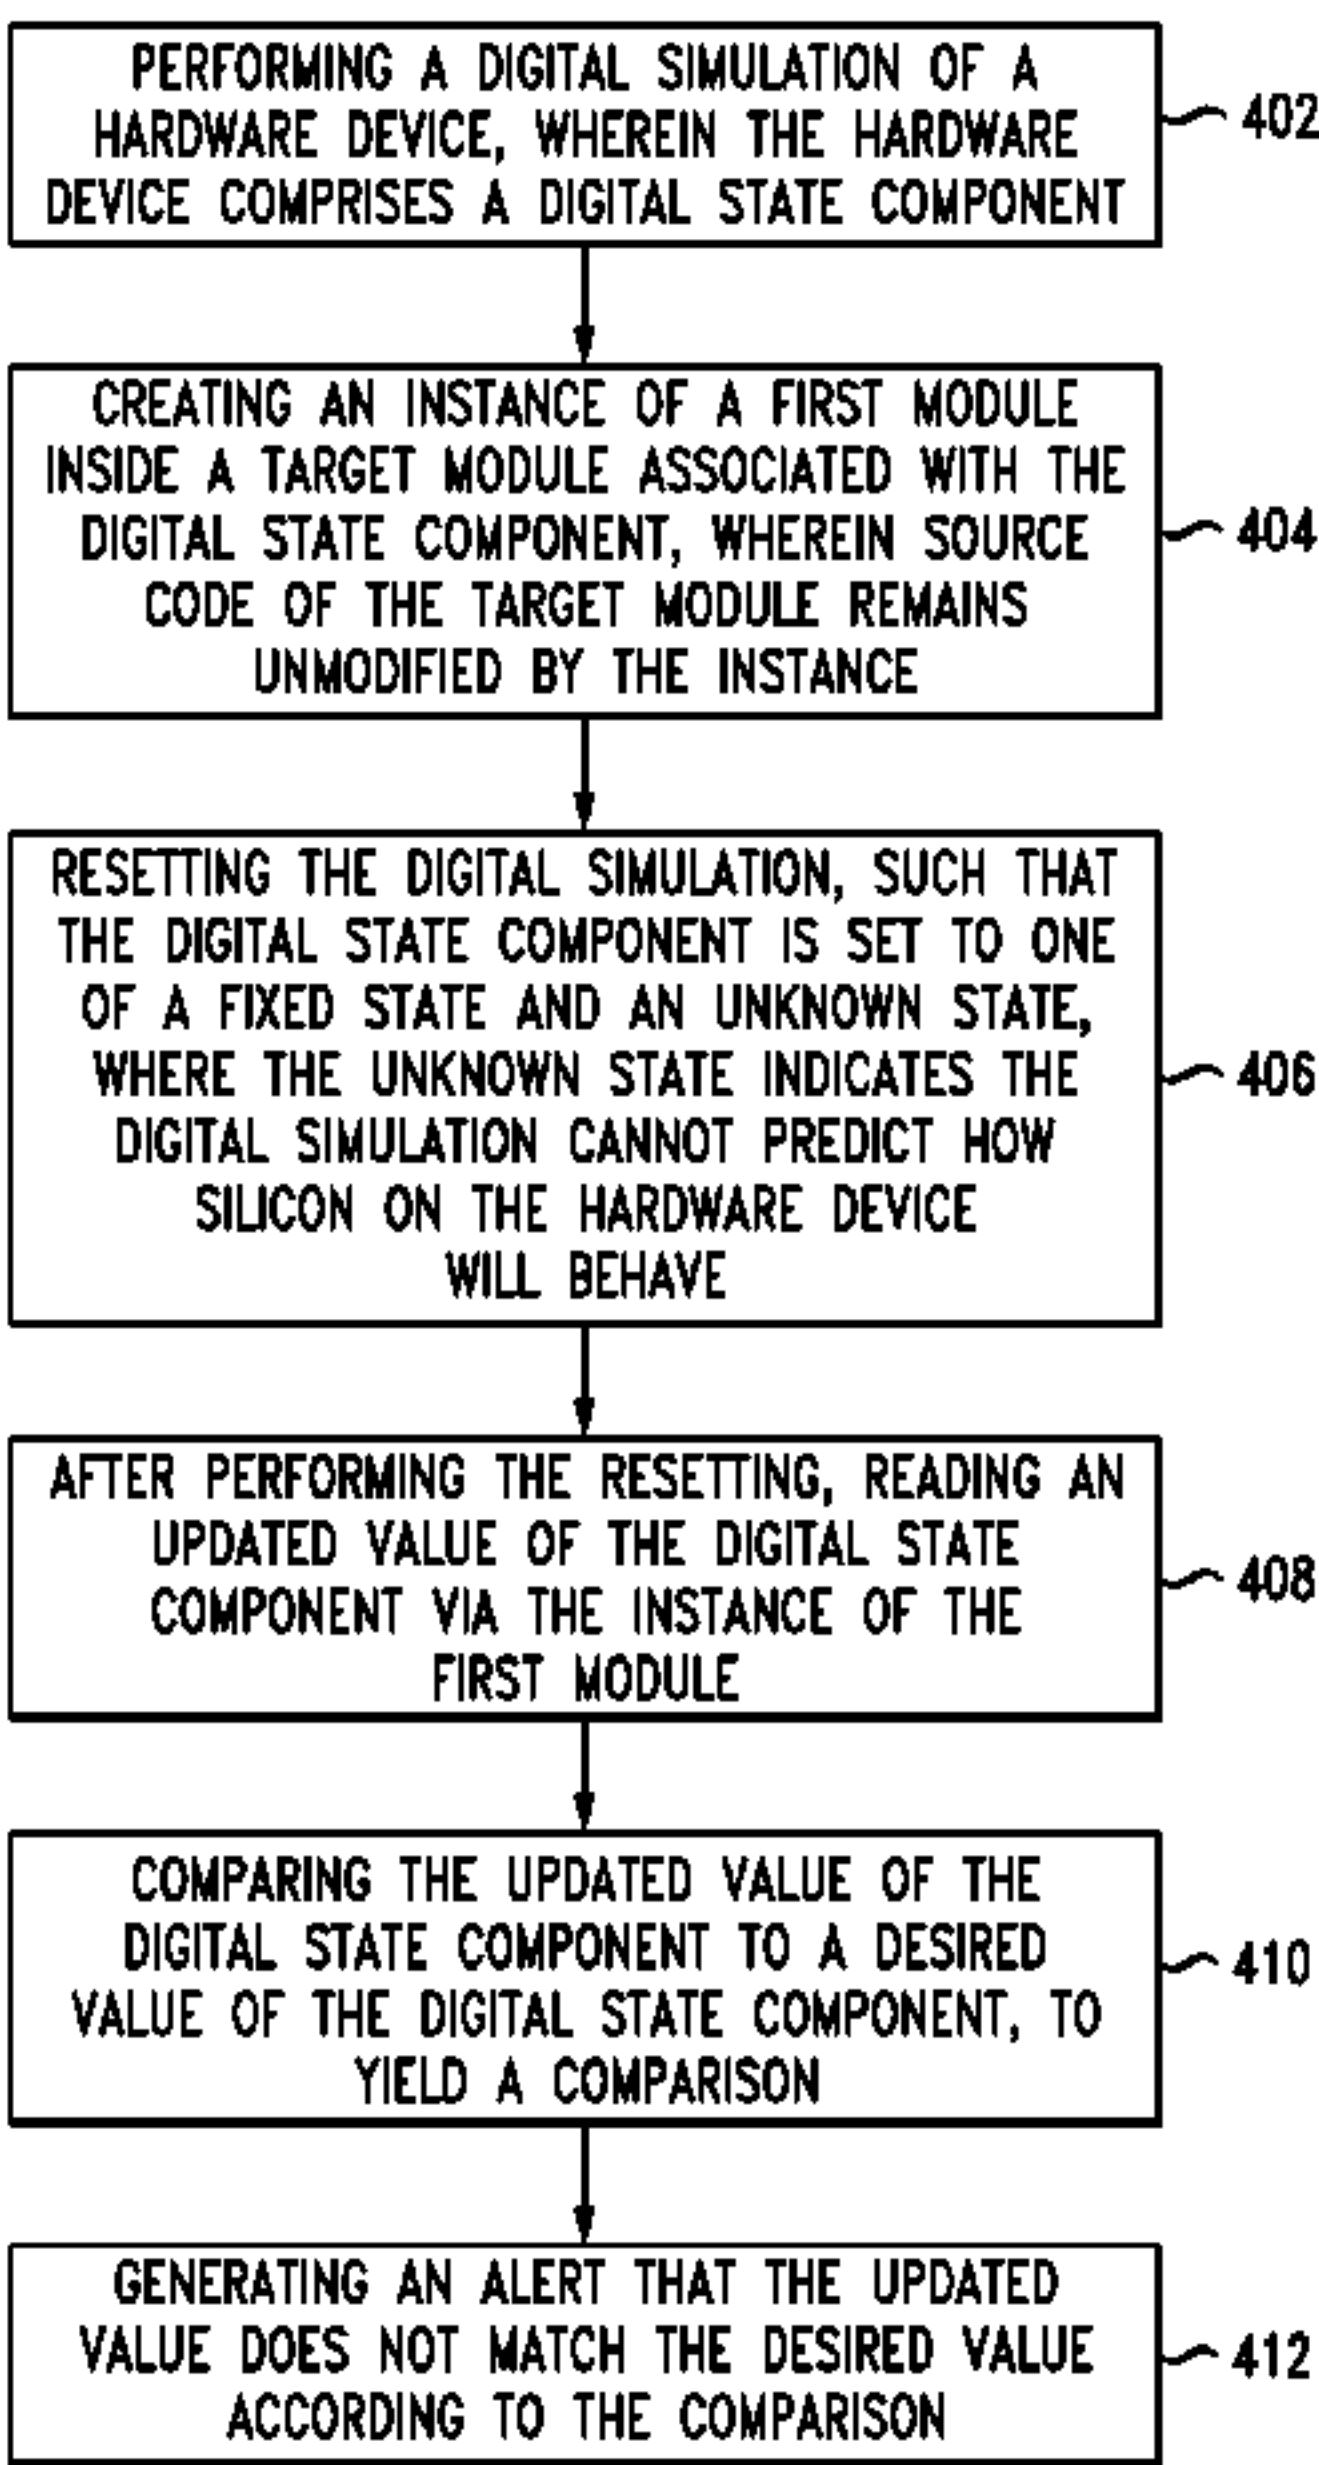 PERFORMING A DIGITAL SIMULATION OF A
HARDWARE DEVICE, WHEREIN THE HARDWARE
DEVICE COMPRISES A DIGITAL STATE COMPONENT
402
CREATING AN INSTANCE OF A FIRST MODULE
INSIDE A TARGET MODULE ASSOCIATED WITH THE
DIGITAL STATE COMPONENT, WHEREIN SOURCE
CODE OF THE TARGET MODULE REMAINS
UNMODIFIED BY THE INSTANCE
404
RESETTING THE DIGITAL SIMULATION, SUCH THAT
THE DIGITAL STATE COMPONENT IS SET TO ONE
OF A FIXED STATE AND AN UNKNOWN STATE,
WHERE THE UNKNOWN STATE INDICATES THE
DIGITAL SIMULATION CANNOT PREDICT HOW
SILICON ON THE HARDWARE DEVICE
WILL BEHAVE
406
AFTER PERFORMING THE RESETTING, READING AN
UPDATED VALUE OF THE DIGITAL STATE
COMPONENT VIA THE INSTANCE OF THE
FIRST MODULE
408
COMPARING THE UPDATED VALUE OF THE
DIGITAL STATE COMPONENT TO A DESIRED
VALUE OF THE DIGITAL STATE COMPONENT, TO
YIELD A COMPARISON
410
GENERATING AN ALERT THAT THE UPDATED
VALUE DOES NOT MATCH THE DESIRED VALUE
ACCORDING TO THE COMPARISON
412